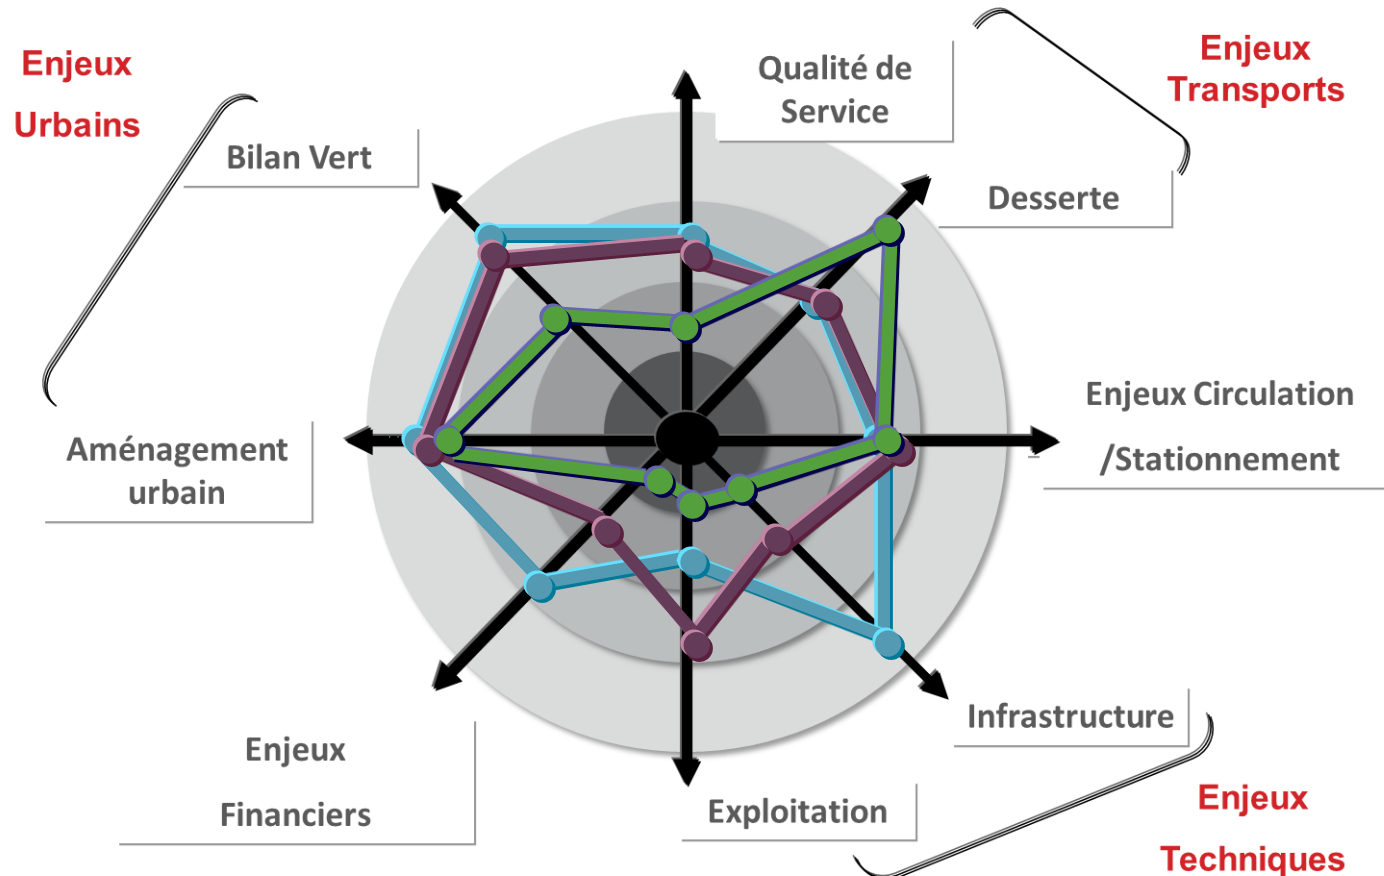 Enjeux
Urbains
Bilan Vert
Qualité de
Service
Enjeux
Transports
Desserte
Enjeux Circulation
/Stationnement
Aménagement
urbain
Infrastructure
Enjeux
Financiers
Exploitation
Enjeux
Techniques